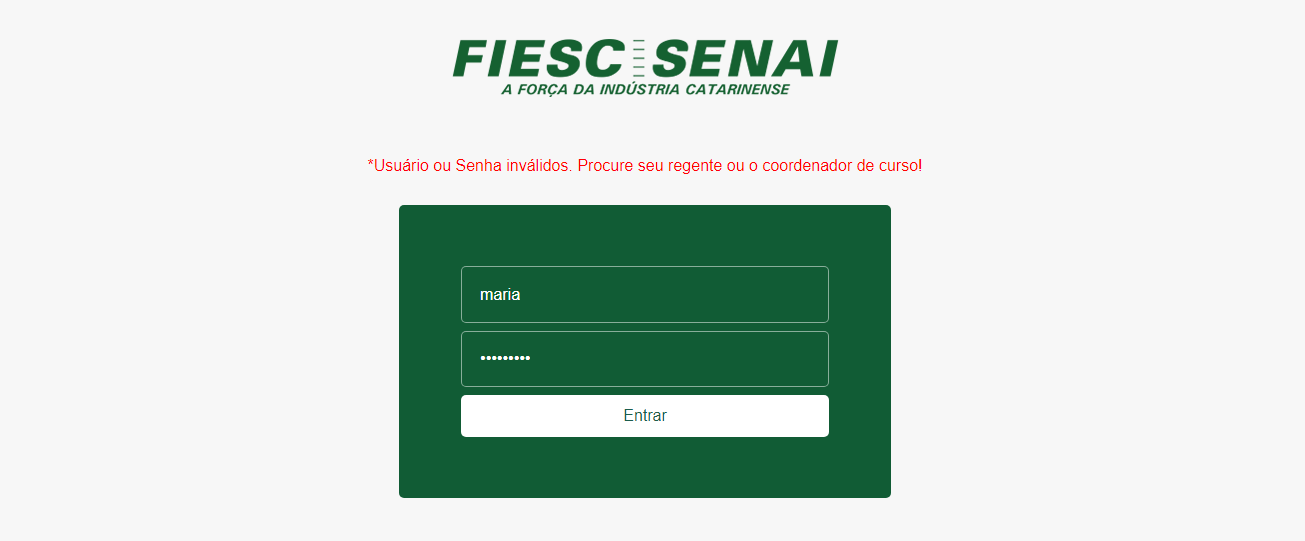 FIESC SENAI
A FORÇA DA INDÚSTRIA CATARINENSE
*Usuário ou Senha inválidos. Procure seu regente ou o coordenador de curso!
maria
•••••••••
Entrar